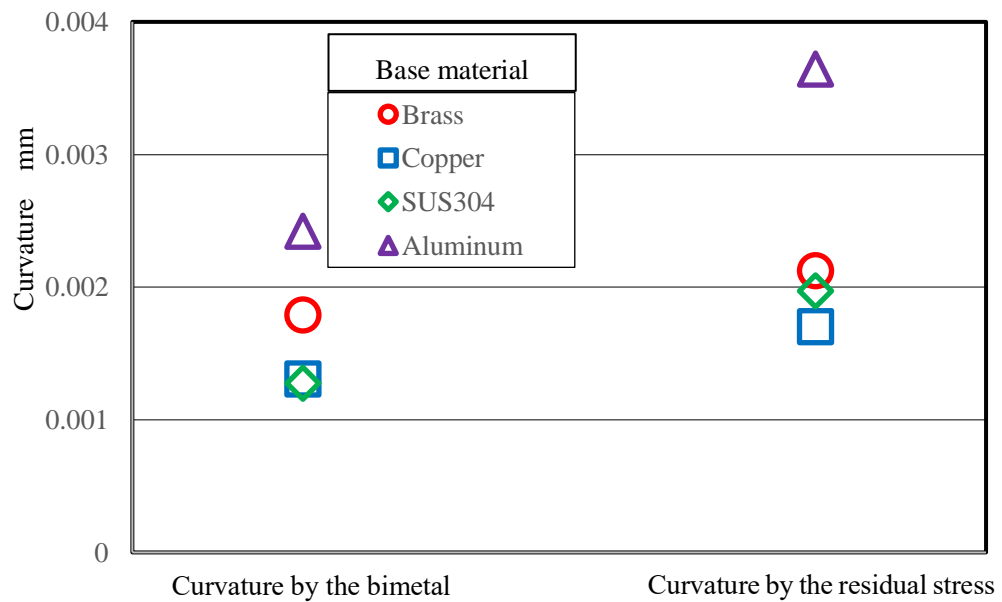 0.004
0.003
0.002
0.001
0
Curvature mm
Base material
Brass
Copper
SUS304
Aluminum
Curvature by the bimetal
Curvature by the residual stress